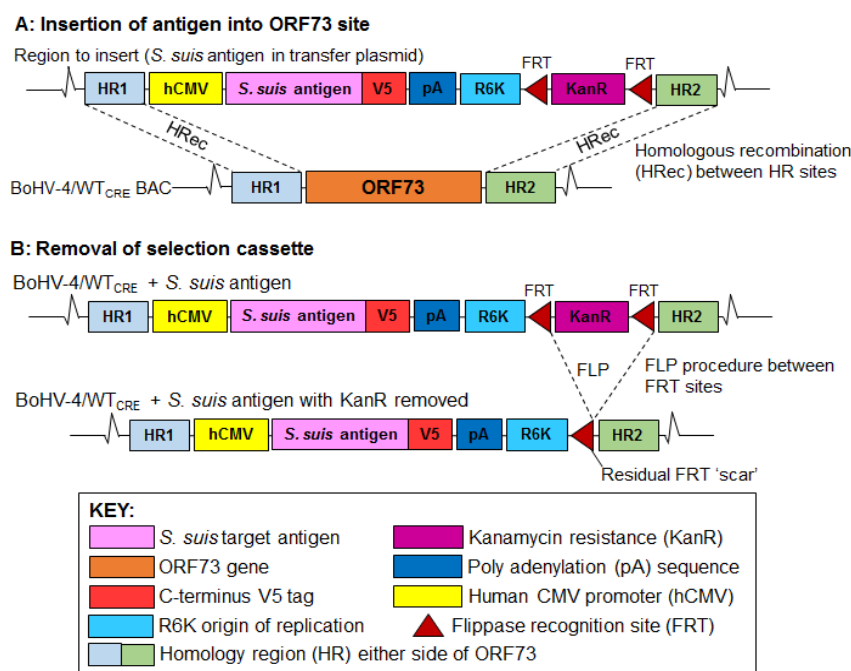 A: Insertion of antigen into ORF73 site
Region to insert (S. suis antigen in transfer plasmid)
FRT FRT
HR1 hCMV S. suis antigen V5 pA R6K KanR HR2
HRec HRec
Homologous recombination
(HRec) between HR sites
BoHV-4/WTCRE BAC HR1 ORF73 HR2
B: Removal of selection cassette
BoHV-4/WTCRE + S. suis antigen
FRT FRT
HR1 hCMV S. suis antigen V5 pA R6K KanR HR2
FLP
FLP procedure between
FRT sites
BoHV-4/WTCRE + S. suis antigen with KanR removed
HR1 hCMV S. suis antigen V5 pA R6K HR2
Residual FRT ‘scar’
KEY:
S. suis target antigen
Kanamycin resistance (KanR)
ORF73 gene
Poly adenylation (pA) sequence
C-terminus V5 tag
Human CMV promoter (hCMV)
R6K origin of replication
Flippase recognition site (FRT)
Homology region (HR) either side of ORF73